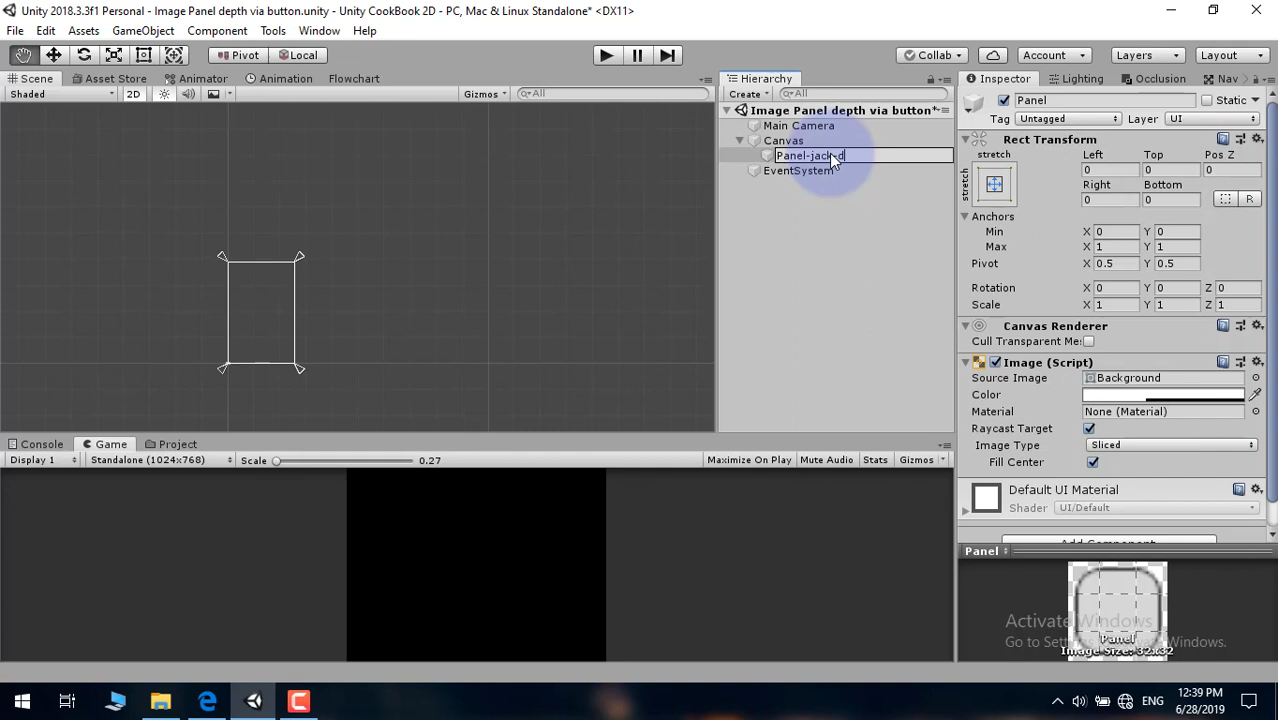 Unity 2018.3.3f1 Personal - Image Panel depth via button.unity - Unity CookBook 2D - PC, Mac & Linux Standalone* <DX11>
File Edit Assets GameObject Component Tools Window Help
Pivot Local Collab Account Layers Layout
Scene Asset Store Animator Animation Flowchart Hierarchy Inspector Lighting Occlusion Nav
Shaded 2D Gizmos All Create All Panel Static
Image Panel depth via button*
Tag Untagged Layer UI
Main Camera
Canvas
EventSystem
Rect Transform
stretch Left Top Pos Z
stretch 0 0 0
Right Bottom
0 0 R
Anchors
Min X 0 Y 0
Max X 1 Y 1
Pivot X 0.5 Y 0.5
Rotation X 0 Y 0 Z 0
Scale X 1 Y 1 Z 1
Canvas Renderer
Cull Transparent Me:
Image (Script)
Source Image Background
Color
Material None (Material)
Raycast Target
Image Type Sliced
Fill Center
Default UI Material
Shader UI/Default
Add Component
Console Game Project
Display 1 Standalone (1024x768) Scale 0.27 Maximize On Play Mute Audio Stats Gizmos
Panel
Activate Windows
Go to Settings to activate Windows.
Panel
Image Size: 32x32
ENG 12:39 PM
6/28/2019